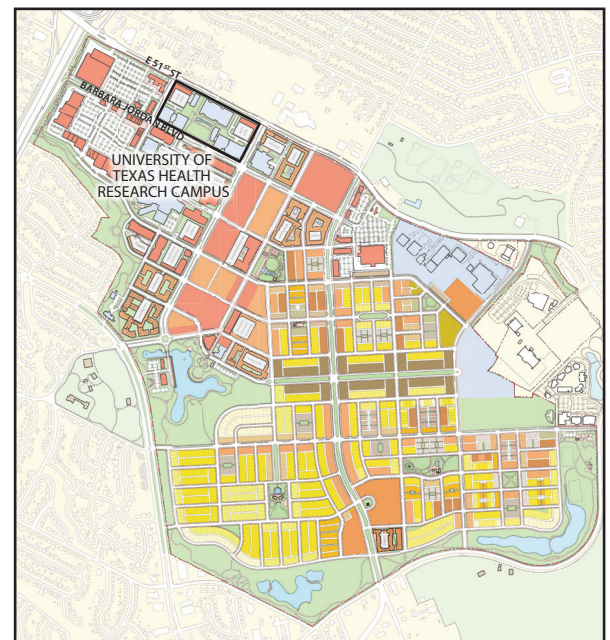 E 51ST ST
BARBARA JORDAN BLVD
UNIVERSITY OF
TEXAS HEALTH
RESEARCH CAMPUS